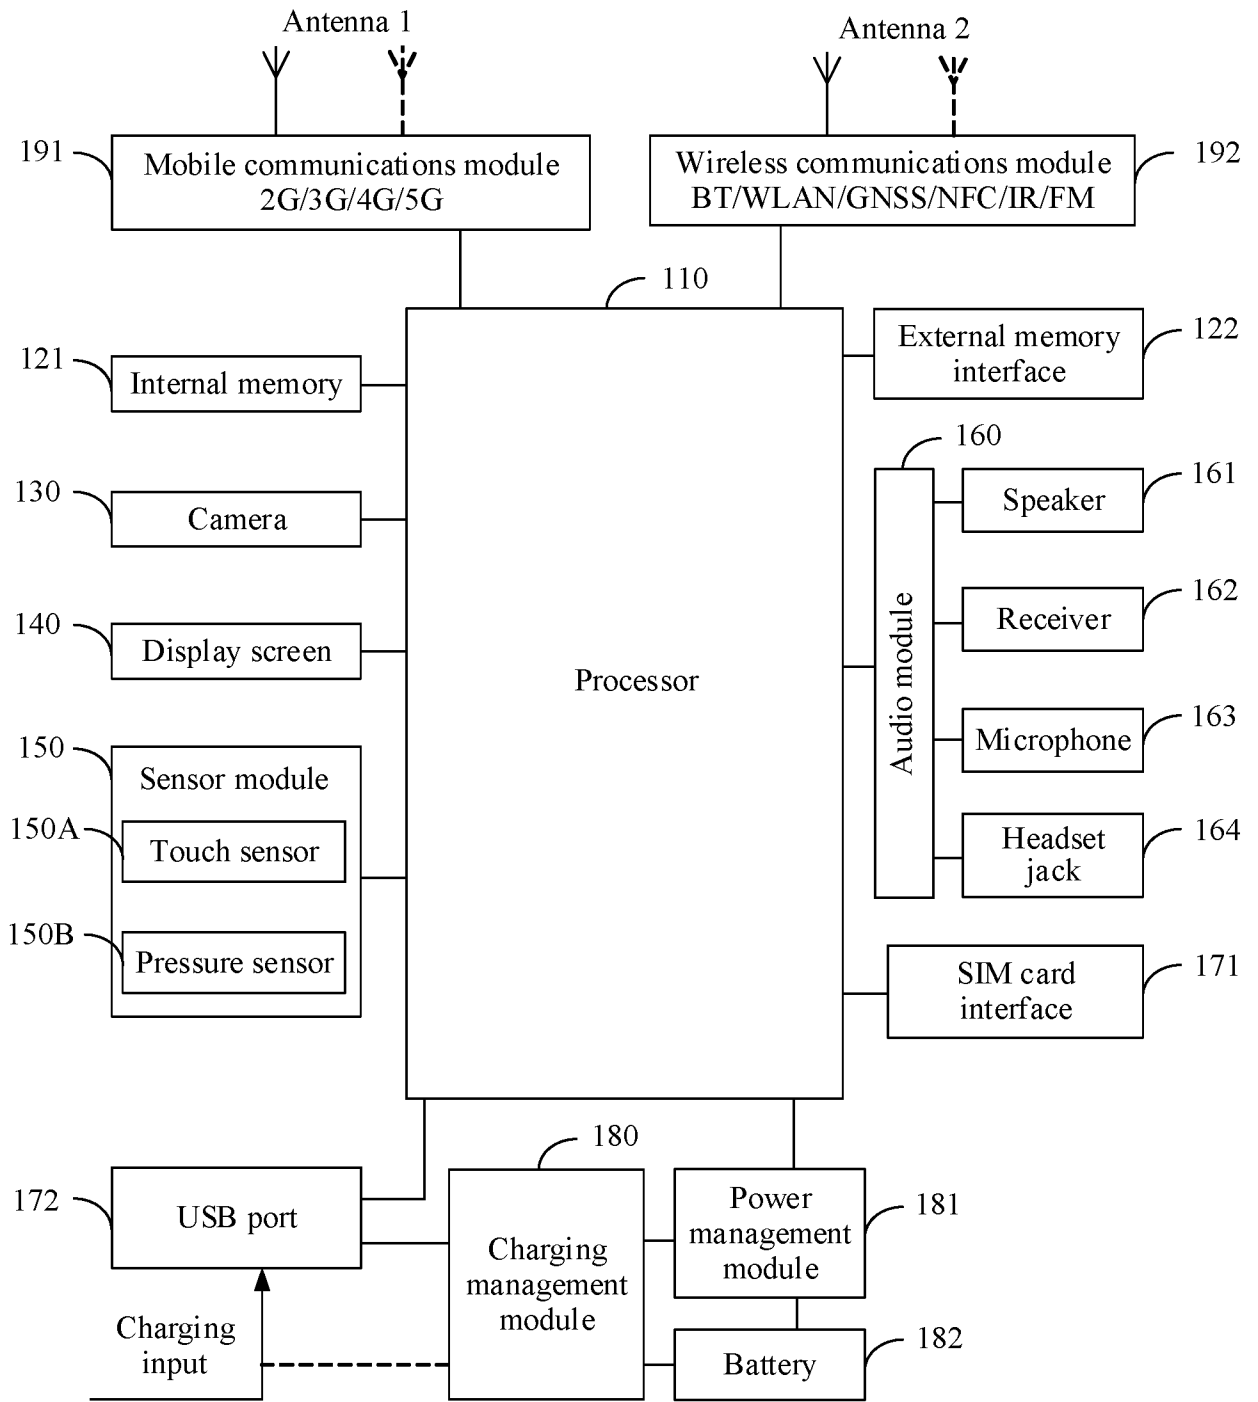 Antenna 1
Antenna 2
191
Mobile communications module
2G/3G/4G/5G
Wireless communications module
BT/WLAN/GNSS/NFC/IR/FM
192
110
121
Internal memory
External memory
interface
122
130
Camera
160
Speaker
161
140
Display screen
Processor
Audio module
Receiver
162
Microphone
163
Headset
jack
164
150
Sensor module
150A
Touch sensor
150B
Pressure sensor
SIM card
interface
171
172
USB port
180
Charging
management
module
Power
management
module
181
Charging
input
Battery
182